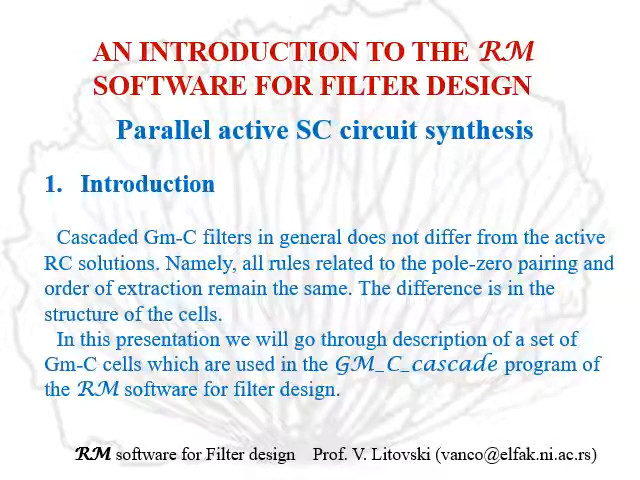 AN INTRODUCTION TO THE RM
SOFTWARE FOR FILTER DESIGN
Parallel active SC circuit synthesis
1. Introduction
Cascaded Gm-C filters in general does not differ from the active
RC solutions. Namely, all rules related to the pole-zero pairing and
order of extraction remain the same. The difference is in the
structure of the cells.
In this presentation we will go through description of a set of
Gm-C cells which are used in the GM_C_cascade program of
the RM software for filter design.
RM software for Filter design Prof. V. Litovski (vanco@elfak.ni.ac.rs)